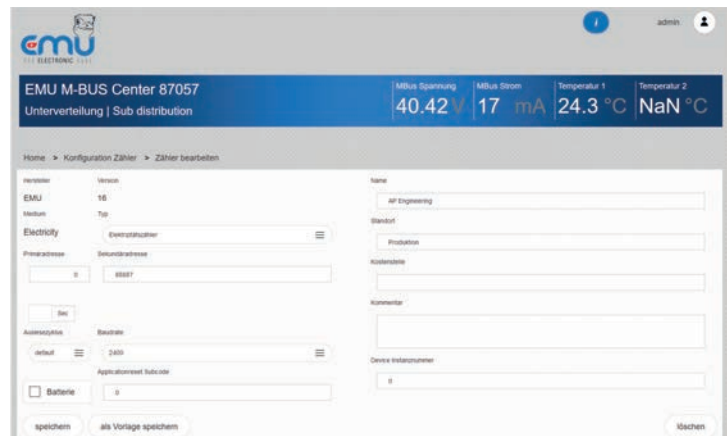 emu
ELECTRONIC
i
admin
EMU M-BUS Center 87057
Unterverteilung | Sub distribution
MBus Spannung
40.42 V
MBus Strom
17 mA
Temperatur 1
24.3 °C
Temperatur 2
NaN °C
Home > Konfiguration Zähler > Zähler bearbeiten
Hersteller
Version
EMU
16
Medium
Typ
Electricity
Elektrizitätszähler
Primäradresse
Sekundäradresse
0
Sec
Auslesezyklus
Baudrate
default
2400
Applicationreset Subcode
Batterie
0
speichern
als Vorlage speichern
Name
AP Engineering
Standort
Produktion
Kostenstelle
Kommentar
Device Instanznummer
0
löschen